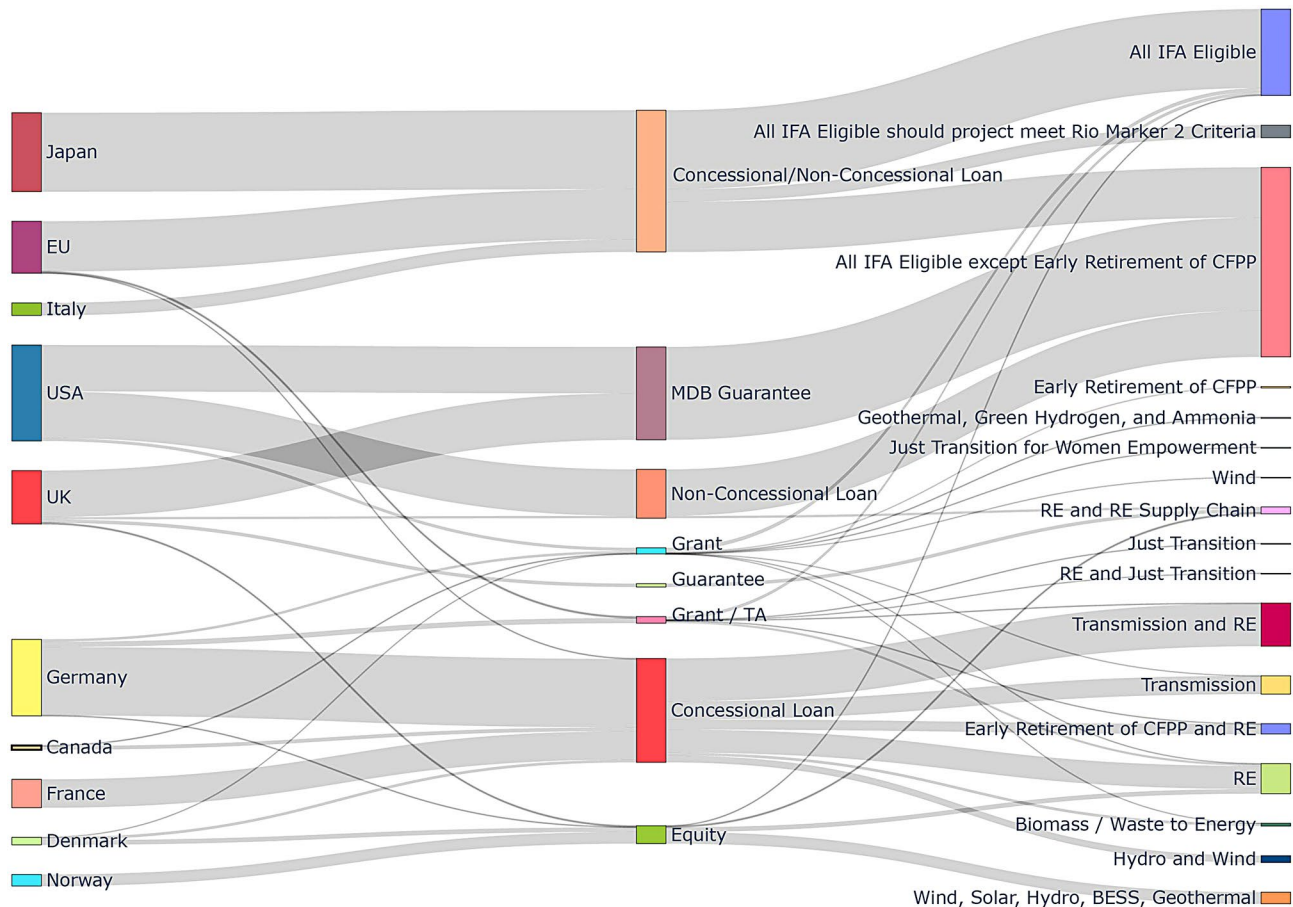 Japan
EU
Italy
USA
UK
Germany
Canada
France
Denmark
Norway
Concessional/Non-Concessional Loan
MDB Guarantee
Non-Concessional Loan
Grant
Guarantee
Grant / TA
Concessional Loan
Equity
All IFA Eligible
All IFA Eligible should project meet Rio Marker 2 Criteria
All IFA Eligible except Early Retirement of CFPP
Early Retirement of CFPP
Geothermal, Green Hydrogen, and Ammonia
Just Transition for Women Empowerment
Wind
RE and RE Supply Chain
Just Transition
RE and Just Transition
Transmission and RE
Transmission
Early Retirement of CFPP and RE
RE
Biomass / Waste to Energy
Hydro and Wind
Wind, Solar, Hydro, BESS, Geothermal